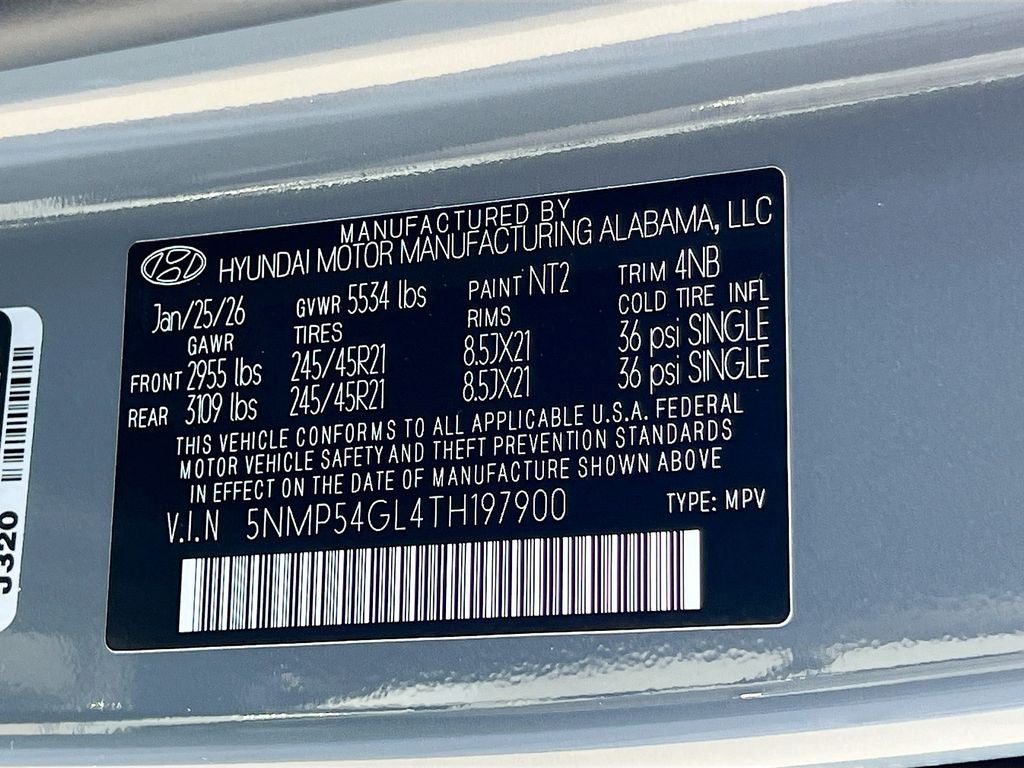 MANUFACTURED BY
HYUNDAI MOTOR MANUFACTURING ALABAMA, LLC
Jan/25/26 GVWR 5534 lbs PAINT NT2 TRIM 4NB
GAWR TIRES RIMS COLD TIRE INFL
FRONT 2955 lbs 245/45R21 8.5JX21 36 psi SINGLE
REAR 3109 lbs 245/45R21 8.5JX21 36 psi SINGLE
THIS VEHICLE CONFORMS TO ALL APPLICABLE U.S.A. FEDERAL
MOTOR VEHICLE SAFETY AND THEFT PREVENTION STANDARDS
IN EFFECT ON THE DATE OF MANUFACTURE SHOWN ABOVE
V.I.N 5NMP54GL4TH197900 TYPE: MPV
J320